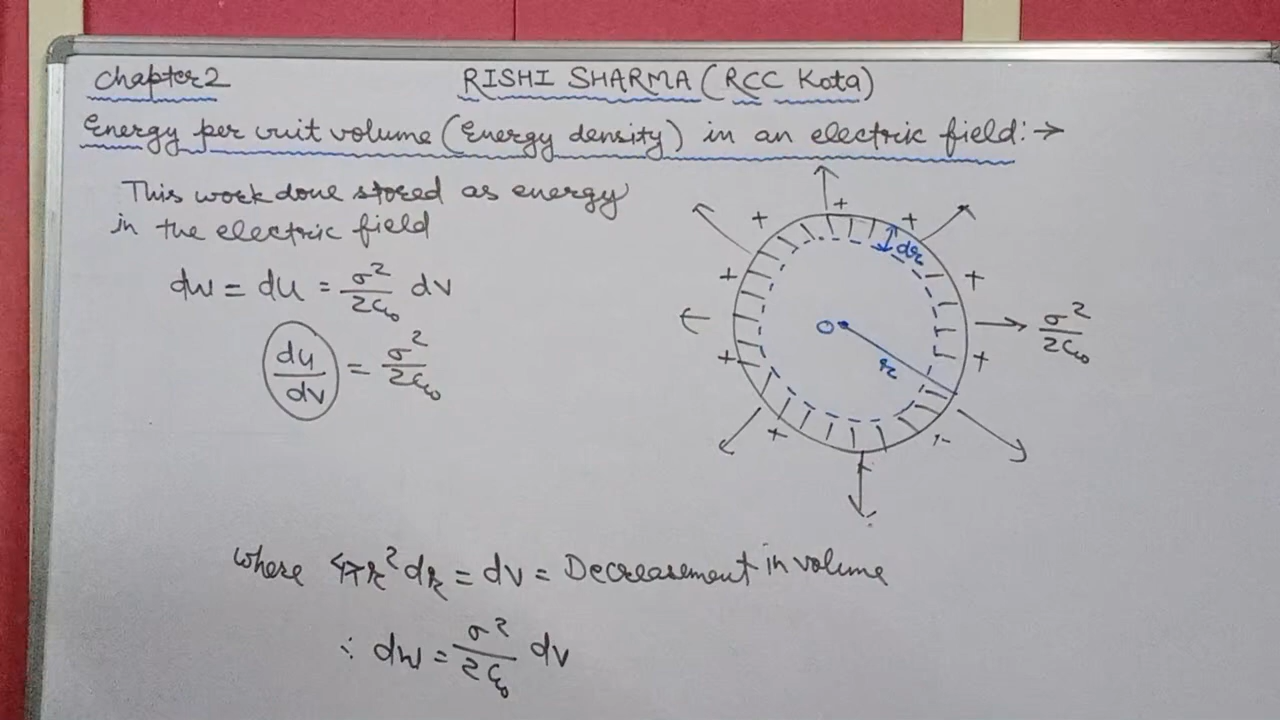 Chapter 2
RISHI SHARMA (RCC Kota)
Energy per unit volume (Energy density) in an electric field:→
This work done stored as energy
in the electric field
dw = du = σ²/2ε₀ dv
du/dv = σ²/2ε₀
dr
O
r
σ²/2ε₀
where 4πr²dr = dv = Decreasement in volume
∴ dw = σ²/2ε₀ dv